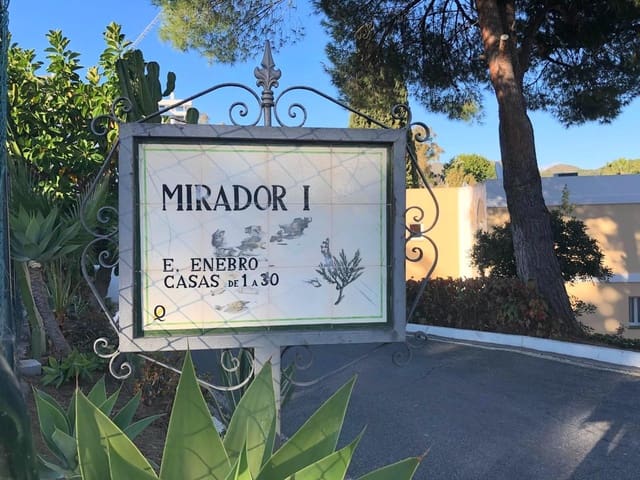 MIRADOR I
E. ENEBRO
CASAS DE 1 A 30
Q